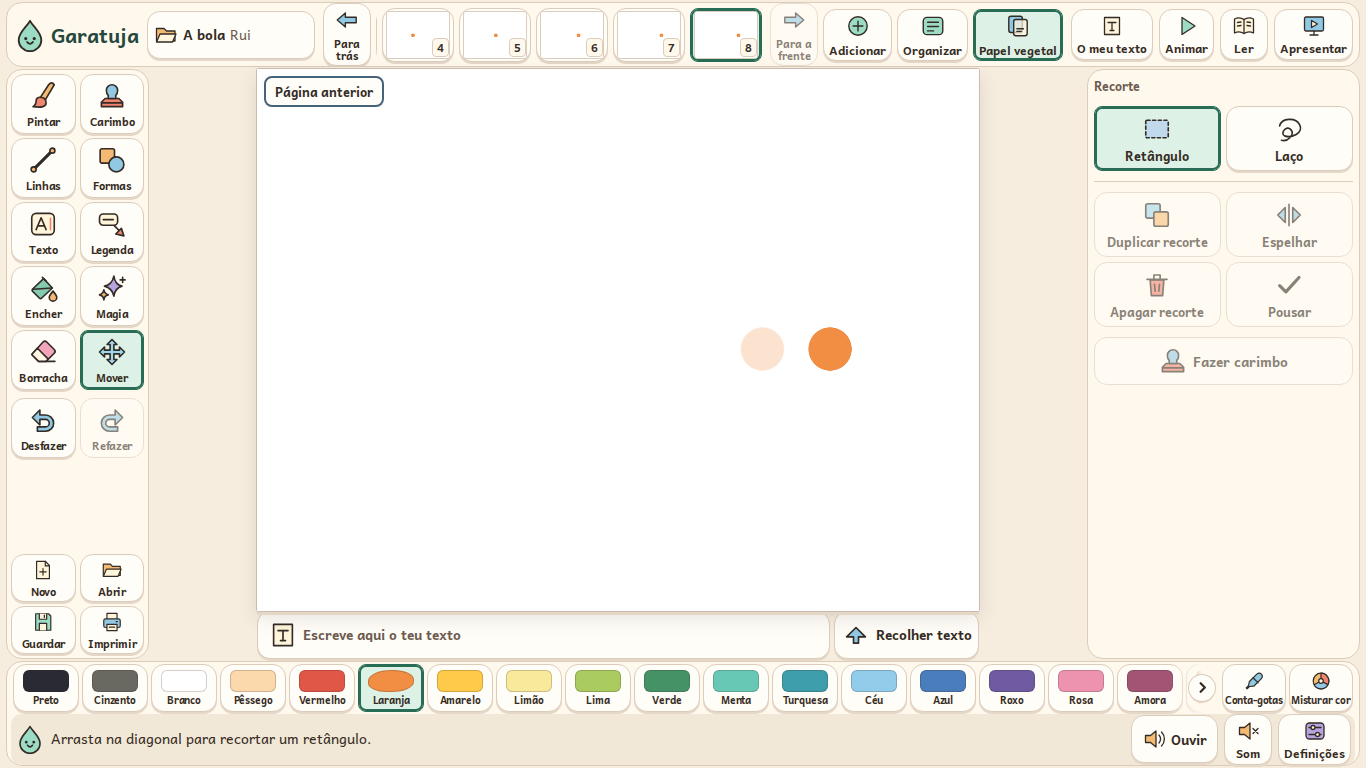 Garatuja
A bola Rui
Para trás
4
5
6
7
8
Para a frente
Adicionar
Organizar
Papel vegetal
O meu texto
Animar
Ler
Apresentar
Pintar
Carimbo
Linhas
Formas
Texto
Legenda
Encher
Magia
Borracha
Mover
Desfazer
Refazer
Novo
Abrir
Guardar
Imprimir
Página anterior
Escreve aqui o teu texto
Recolher texto
Recorte
Retângulo
Laço
Duplicar recorte
Espelhar
Apagar recorte
Pousar
Fazer carimbo
Preto
Cinzento
Branco
Pêssego
Vermelho
Laranja
Amarelo
Limão
Lima
Verde
Menta
Turquesa
Céu
Azul
Roxo
Rosa
Amora
Conta-gotas
Misturar cor
Arrasta na diagonal para recortar um retângulo.
Ouvir
Som
Definições